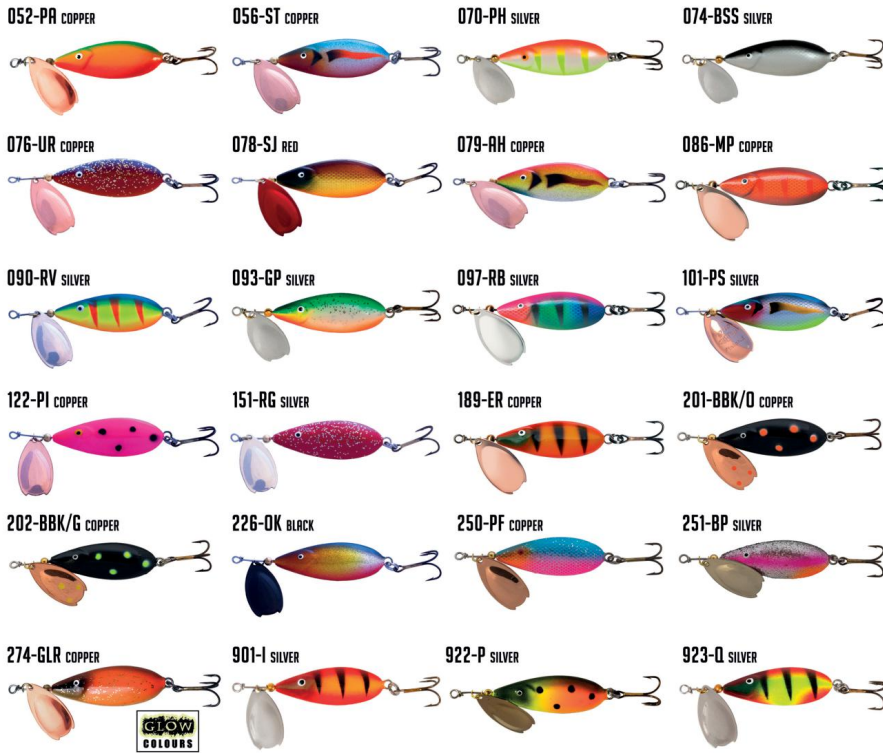 052-PA COPPER
056-ST COPPER
070-PH SILVER
074-BSS SILVER
076-UR COPPER
078-SJ RED
079-AH COPPER
086-MP COPPER
090-RV SILVER
093-GP SILVER
097-RB SILVER
101-PS SILVER
122-PI COPPER
151-RG SILVER
189-ER COPPER
201-BBK/O COPPER
202-BBK/G COPPER
226-OK BLACK
250-PF COPPER
251-BP SILVER
274-GLR COPPER
901-I SILVER
922-P SILVER
923-Q SILVER
GLOW
COLOURS